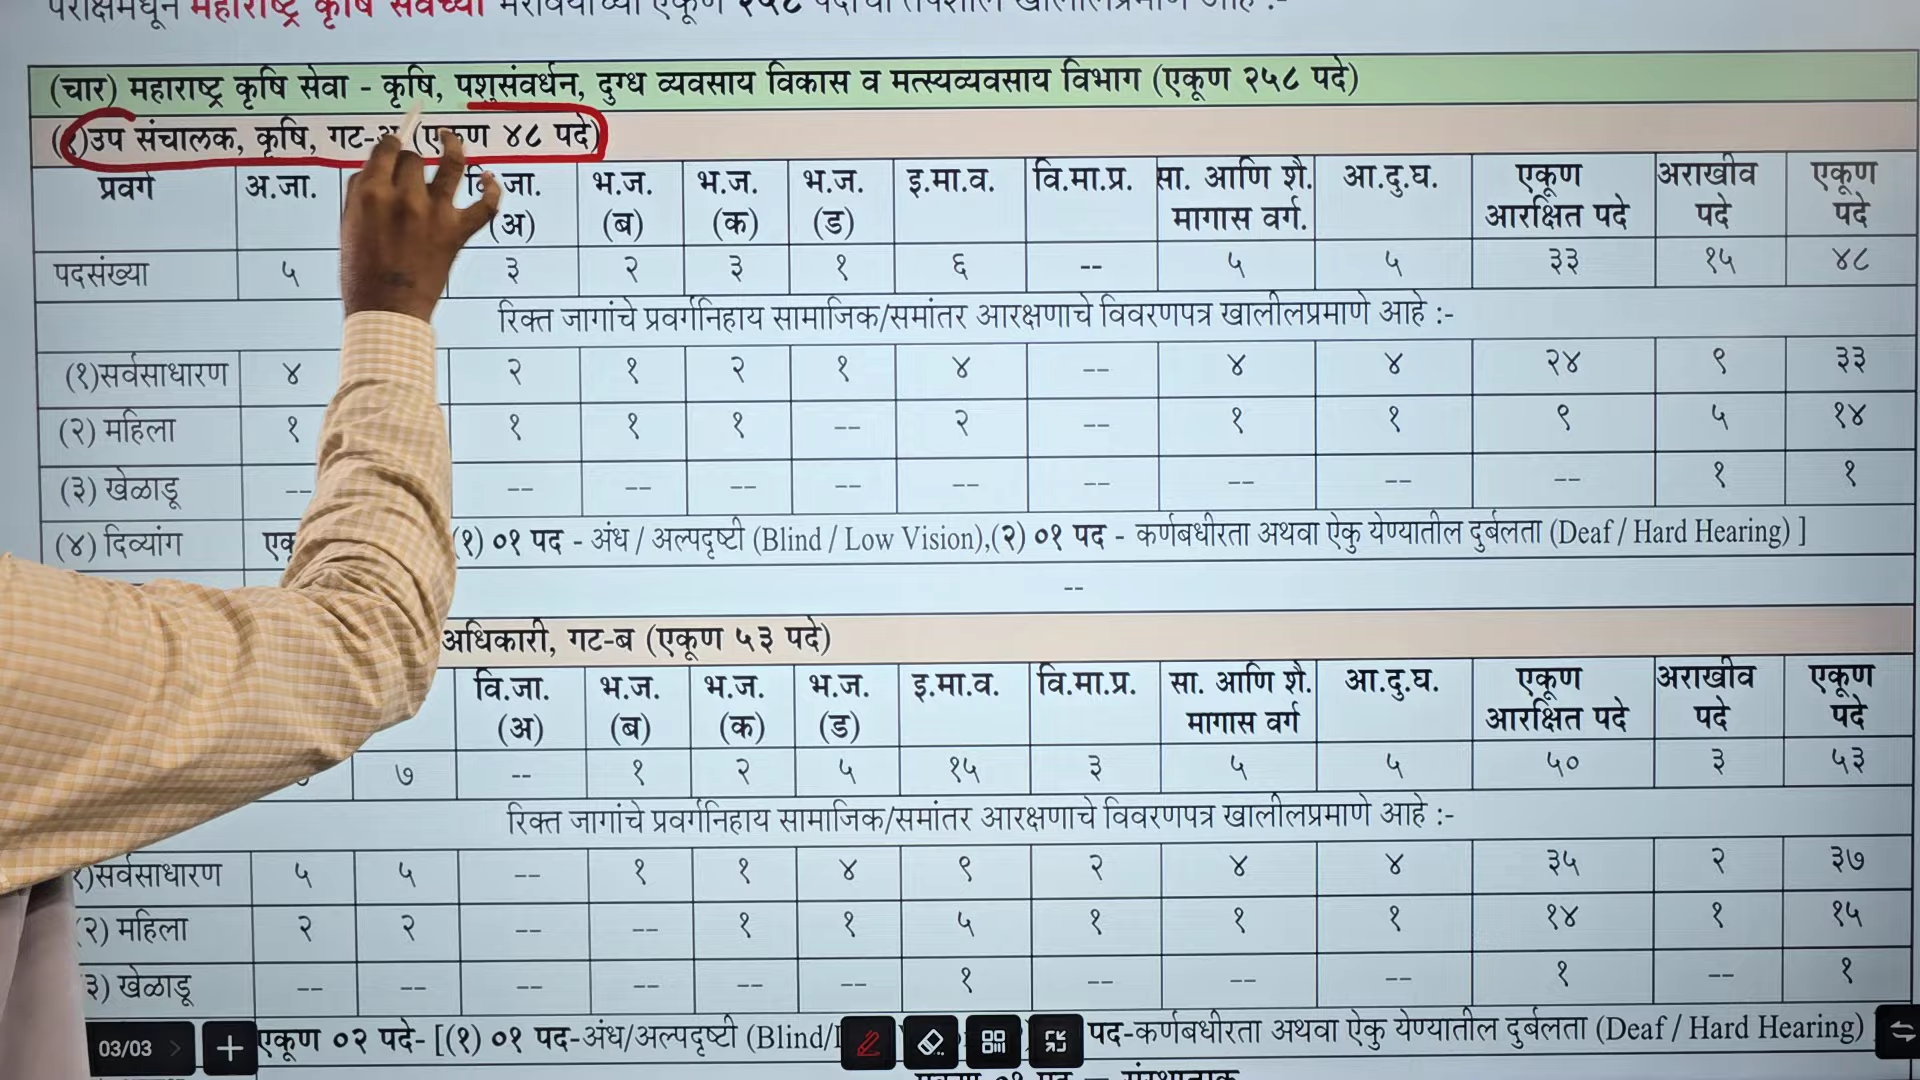 महाराष्ट्र कृषि एकूण २५८
(चार) महाराष्ट्र कृषि सेवा - कृषि, पशुसंवर्धन, दुग्ध व्यवसाय विकास व मत्स्यव्यवसाय विभाग (एकूण २५८ पदे)
(१)उप संचालक, कृषि, गट-अ (एकूण ४८ पदे)
प्रवर्ग अ.जा. वि.जा. (अ) भ.ज. (ब) भ.ज. (क) भ.ज. (ड) इ.मा.व. वि.मा.प्र. सा. आणि शै. मागास वर्ग. आ.दु.घ. एकूण आरक्षित पदे अराखीव पदे एकूण पदे
पदसंख्या ५ ३ २ ३ १ ६ -- ५ ५ ३३ १५ ४८
रिक्त जागांचे प्रवर्गनिहाय सामाजिक/समांतर आरक्षणाचे विवरणपत्र खालीलप्रमाणे आहे :-
(१)सर्वसाधारण ४ २ १ २ १ ४ -- ४ ४ २४ ९ ३३
(२) महिला १ १ १ १ -- २ -- १ १ ९ ५ १४
(३) खेळाडू -- -- -- -- -- -- -- -- -- -- १ १
(४) दिव्यांग (१) ०१ पद - अंध / अल्पदृष्टी (Blind / Low Vision),(२) ०१ पद - कर्णबधीरता अथवा ऐकु येण्यातील दुर्बलता (Deaf / Hard Hearing) ]
--
अधिकारी, गट-ब (एकूण ५३ पदे)
वि.जा. (अ) भ.ज. (ब) भ.ज. (क) भ.ज. (ड) इ.मा.व. वि.मा.प्र. सा. आणि शै. मागास वर्ग आ.दु.घ. एकूण आरक्षित पदे अराखीव पदे एकूण पदे
७ -- १ २ ५ १५ ३ ५ ५ ५० ३ ५३
रिक्त जागांचे प्रवर्गनिहाय सामाजिक/समांतर आरक्षणाचे विवरणपत्र खालीलप्रमाणे आहे :-
१)सर्वसाधारण ५ ५ -- १ १ ४ ९ २ ४ ४ ३५ २ ३७
(२) महिला २ २ -- -- १ १ ५ १ १ १ १४ १ १५
३) खेळाडू -- -- -- -- -- -- १ -- -- -- १ -- १
एकूण ०२ पदे- [(१) ०१ पद-अंध/अल्पदृष्टी पद-कर्णबधीरता अथवा ऐकु येण्यातील दुर्बलता (Deaf / Hard Hearing)
03/03